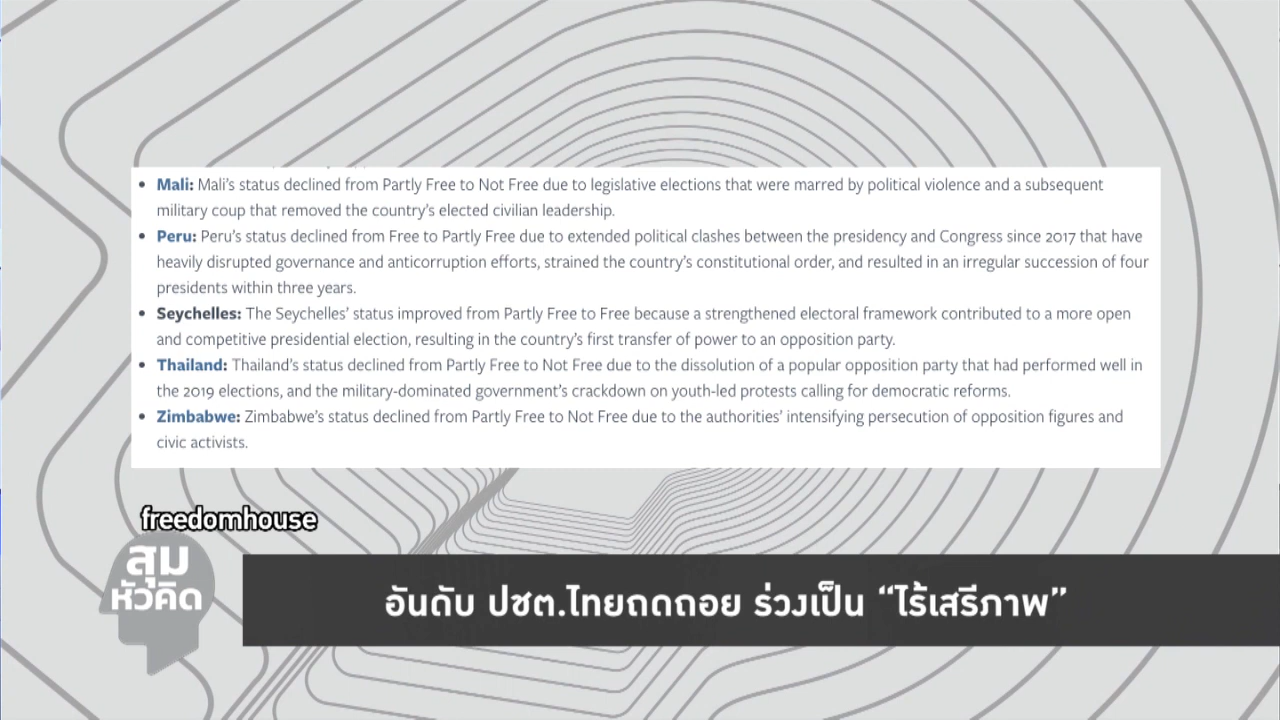 • Mali: Mali's status declined from Partly Free to Not Free due to legislative elections that were marred by political violence and a subsequent
military coup that removed the country's elected civilian leadership.
• Peru: Peru's status declined from Free to Partly Free due to extended political clashes between the presidency and Congress since 2017 that have
heavily disrupted governance and anticorruption efforts, strained the country's constitutional order, and resulted in an irregular succession of four
presidents within three years.
• Seychelles: The Seychelles' status improved from Partly Free to Free because a strengthened electoral framework contributed to a more open
and competitive presidential election, resulting in the country's first transfer of power to an opposition party.
• Thailand: Thailand's status declined from Partly Free to Not Free due to the dissolution of a popular opposition party that had performed well in
the 2019 elections, and the military-dominated government's crackdown on youth-led protests calling for democratic reforms.
• Zimbabwe: Zimbabwe's status declined from Partly Free to Not Free due to the authorities' intensifying persecution of opposition figures and
civic activists.
freedomhouse
สุม
หัวคิด
อันดับ ปชต.ไทยถดถอย ร่วงเป็น “ไร้เสรีภาพ”